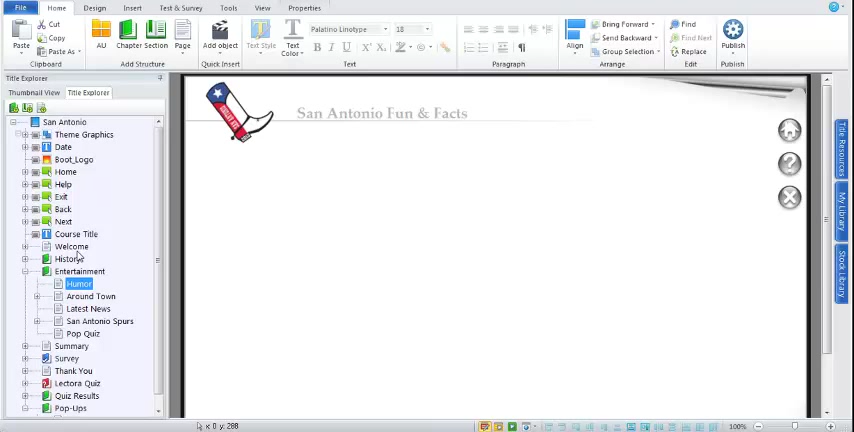 File Home Design Insert Test & Survey Tools View Properties
Cut
Copy
Paste As
Paste
Clipboard
AU Chapter Section Page
Add Structure
Add object
Quick Insert
Text Style Text Color
Palatino Linotype 18
B I U X² X₂
Text
Paragraph
Align
Bring Forward
Send Backward
Group Selection
Arrange
Find
Find Next
Replace
Edit
Publish
Publish
Title Explorer
Thumbnail View Title Explorer
San Antonio
Theme Graphics
Date
Boot_Logo
Home
Help
Exit
Back
Next
Course Title
Welcome
History
Entertainment
Humor
Around Town
Latest News
San Antonio Spurs
Pop Quiz
Summary
Survey
Thank You
Lectora Quiz
Quiz Results
Pop-Ups
San Antonio Fun & Facts
Title Resources
My Library
Stock Library
x: 0 y: 288
100%